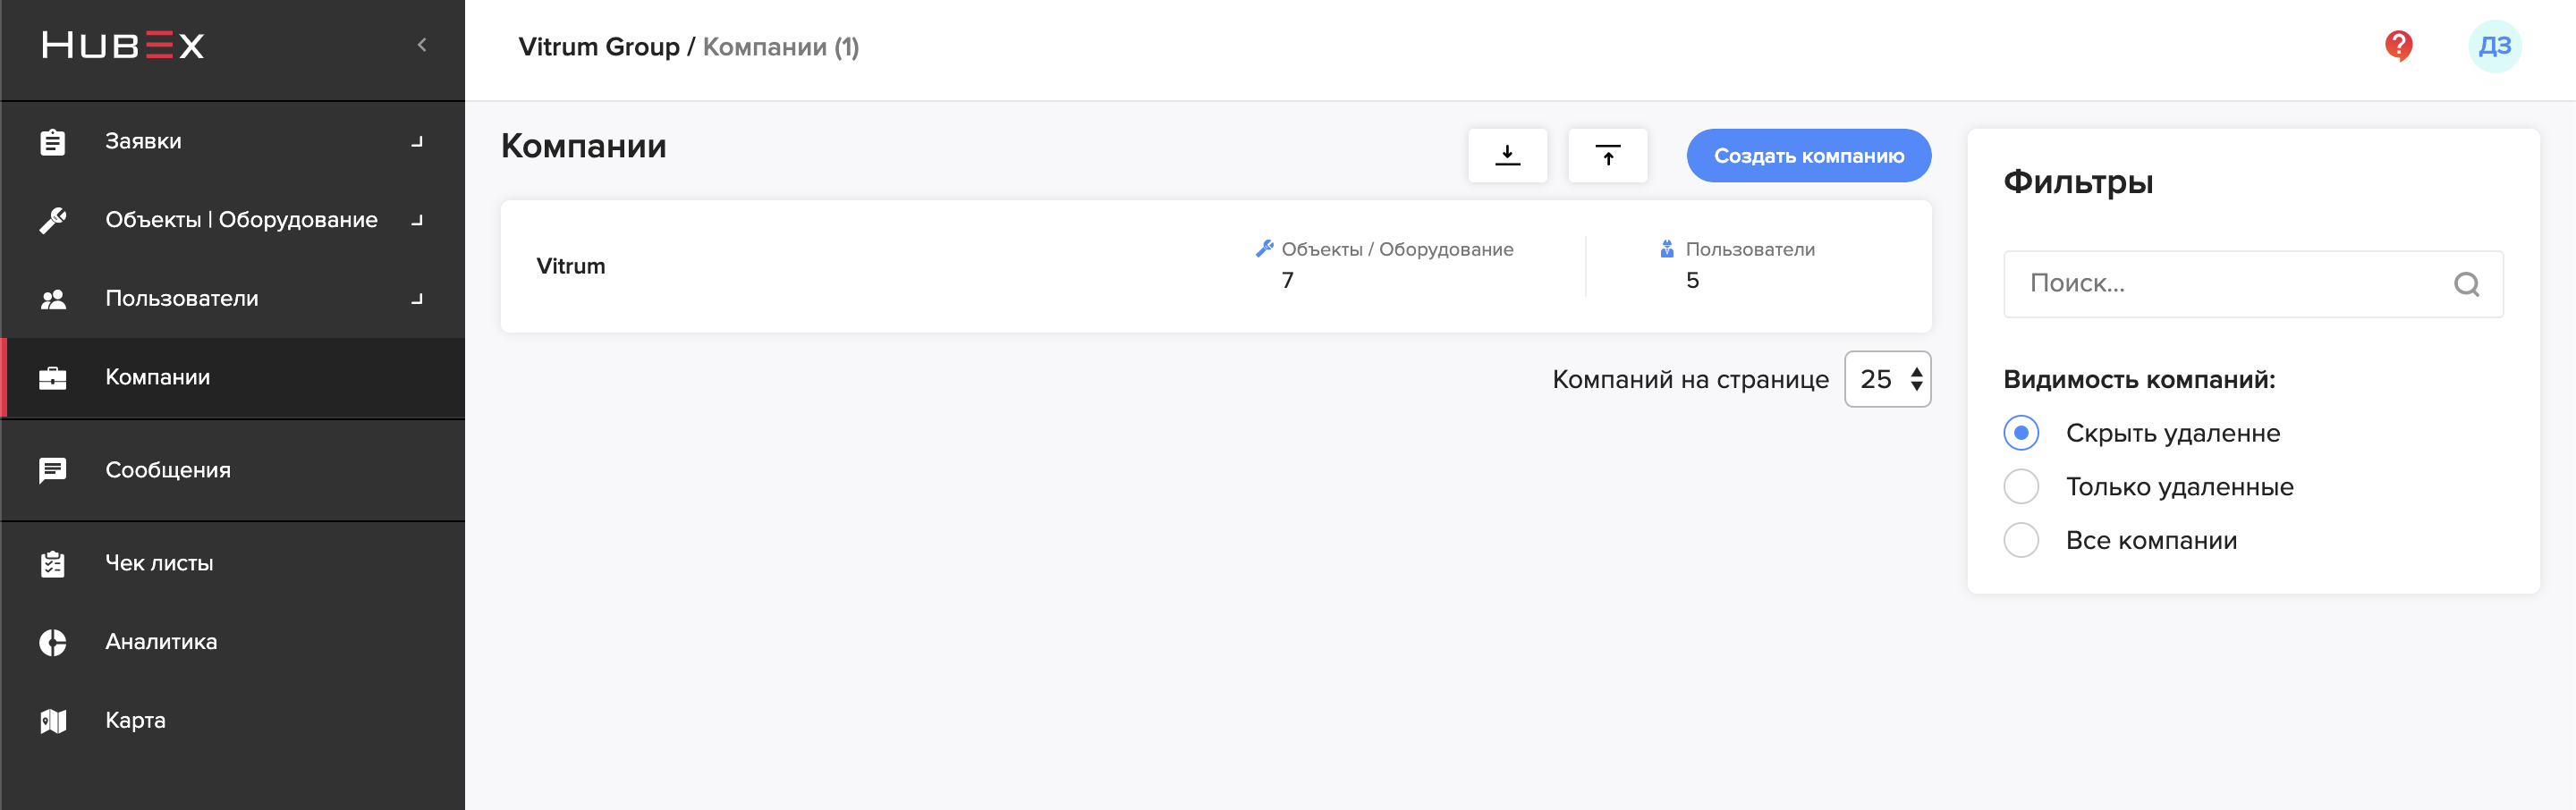 HUBEX
Заявки
Объекты | Оборудование
Пользователи
Компании
Сообщения
Чек листы
Аналитика
Карта
Vitrum Group / Компании (1)
ДЗ
Компании
Создать компанию
Vitrum
Объекты / Оборудование
7
Пользователи
5
Компаний на странице 25
Фильтры
Поиск...
Видимость компаний:
Скрыть удаленне
Только удаленные
Все компании